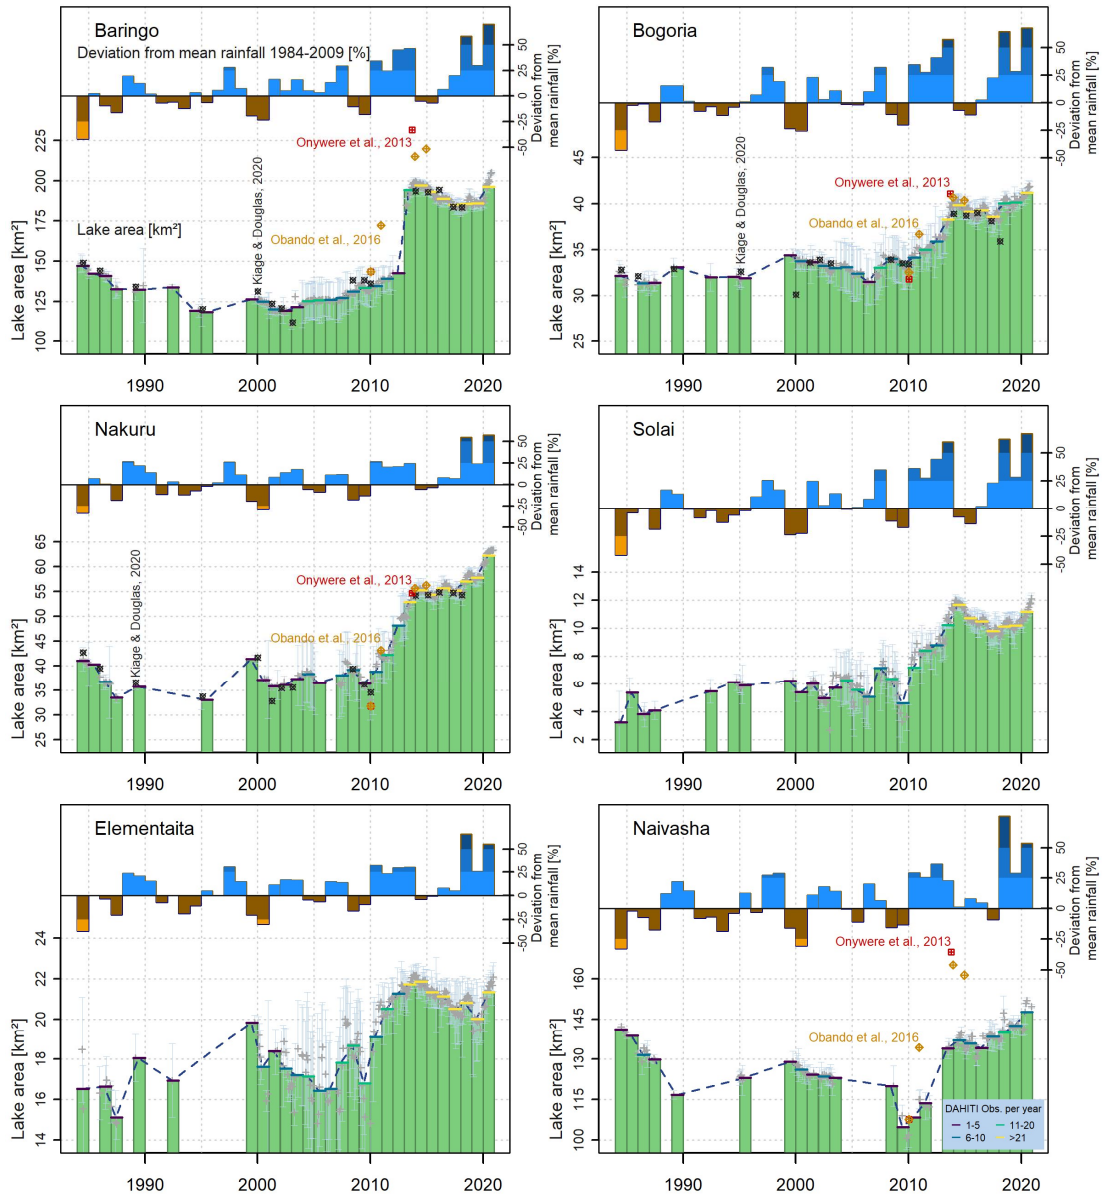 Baringo
Deviation from mean rainfall 1984-2009 [%]
50
25
0
-25
-50
Deviation from
mean rainfall [%]
Onywere et al., 2013
Kiage & Douglas, 2020
Obando et al., 2016
Lake area [km²]
Lake area [km²]
225
200
175
150
125
100
1990
2000
2010
2020
Bogoria
50
25
0
-25
-50
Deviation from
mean rainfall [%]
Onywere et al., 2013
Kiage & Douglas, 2020
Obando et al., 2016
Lake area [km²]
45
40
35
30
25
1990
2000
2010
2020
Nakuru
50
25
0
-25
-50
Deviation from
mean rainfall [%]
Onywere et al., 2013
Kiage & Douglas, 2020
Obando et al., 2016
Lake area [km²]
65
60
55
50
45
40
35
30
25
1990
2000
2010
2020
Solai
50
25
0
-25
-50
Deviation from
mean rainfall [%]
Lake area [km²]
14
12
10
8
6
4
2
1990
2000
2010
2020
Elementaita
50
25
0
-25
-50
Deviation from
mean rainfall [%]
Lake area [km²]
24
22
20
18
16
14
1990
2000
2010
2020
Naivasha
50
25
0
-25
-50
Deviation from
mean rainfall [%]
Onywere et al., 2013
Obando et al., 2016
Lake area [km²]
160
145
130
115
100
DAHITI Obs. per year
1-5 11-20
6-10 >21
1990
2000
2010
2020